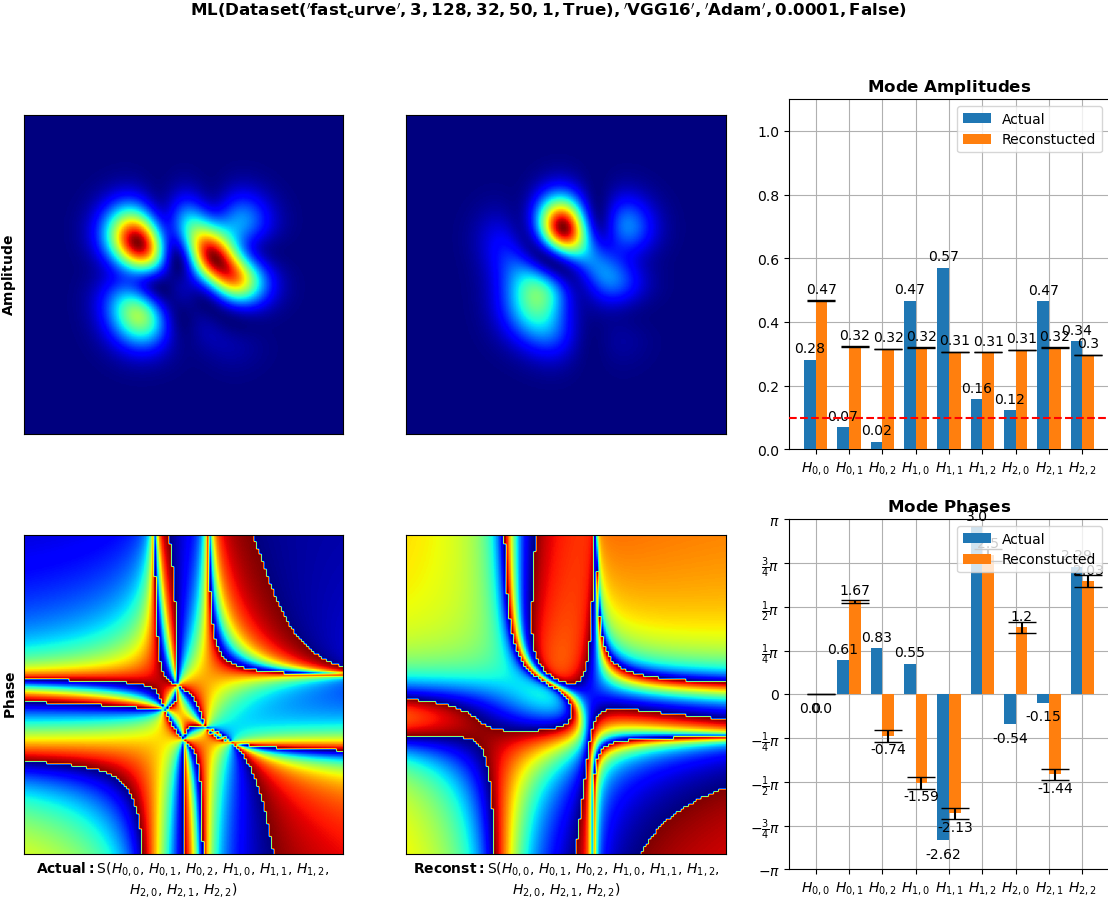 ML(Dataset('fast_curve', 3, 128, 32, 50, 1, True), 'VGG16', 'Adam', 0.0001, False)
Amplitude
Mode Amplitudes
Actual
Reconstucted
1.0
0.8
0.6
0.4
0.2
0.0
0.28
0.47
0.07
0.32
0.02
0.32
0.47
0.32
0.57
0.31
0.16
0.31
0.12
0.31
0.47
0.32
0.34
0.3
H0,0 H0,1 H0,2 H1,0 H1,1 H1,2 H2,0 H2,1 H2,2
Phase
Actual: S(H0,0, H0,1, H0,2, H1,0, H1,1, H1,2,
H2,0, H2,1, H2,2)
Reconst: S(H0,0, H0,1, H0,2, H1,0, H1,1, H1,2,
H2,0, H2,1, H2,2)
Mode Phases
Actual
Reconstucted
π
3/4π
1/2π
1/4π
0
−1/4π
−1/2π
−3/4π
−π
0.0
0.0
0.61
1.67
0.83
-0.74
0.55
-1.59
-2.62
-2.13
3.0
-0.54
1.2
-0.15
-1.44
H0,0 H0,1 H0,2 H1,0 H1,1 H1,2 H2,0 H2,1 H2,2